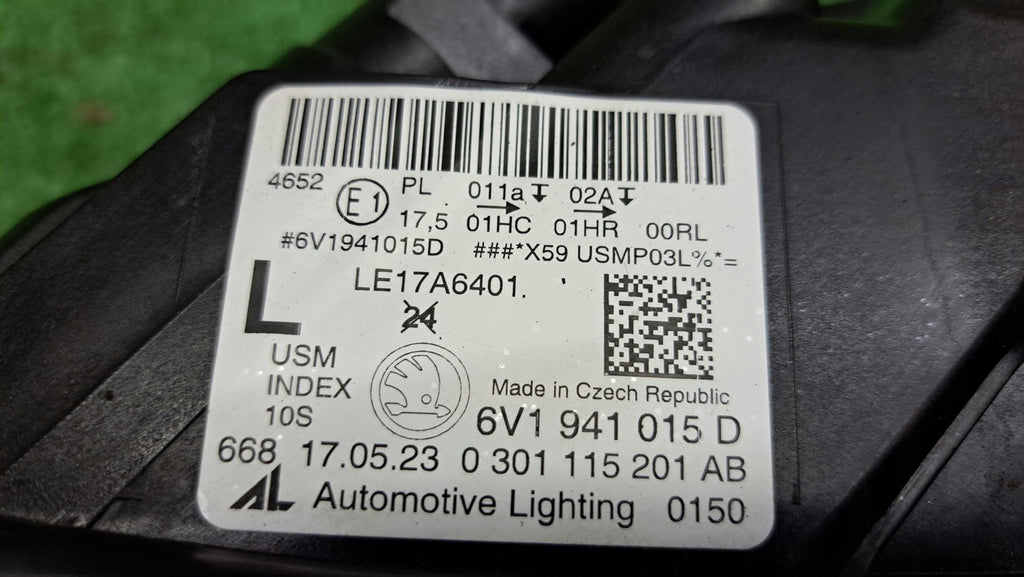 4652 E1 PL 011a 02A
17,5 01HC 01HR 00RL
#6V1941015D ###*X59 USMP03L%*=
L LE17A6401.
24
USM
INDEX Made in Czech Republic
10S 6V1 941 015 D
668 17.05.23 0 301 115 201 AB
AL Automotive Lighting 0150